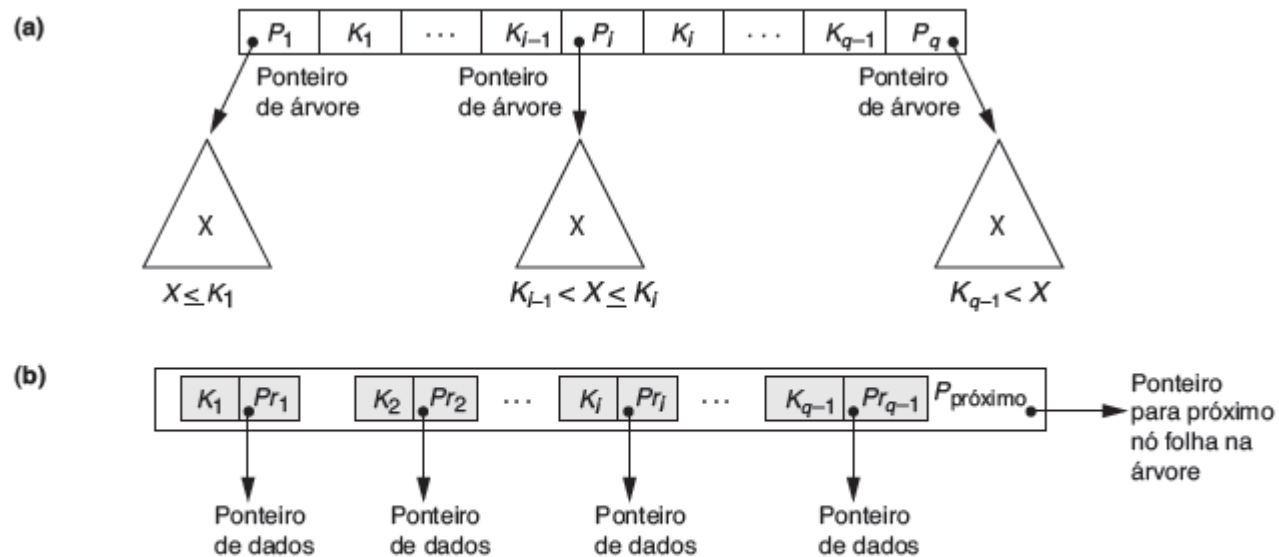 (a)
P1 K1 ... Ki–1 Pi Ki ... Kq–1 Pq
Ponteiro
de árvore
Ponteiro
de árvore
Ponteiro
de árvore
X
X
X
X ≤ K1
Ki–1 < X ≤ Ki
Kq–1 < X
(b)
K1 Pr1 K2 Pr2 ... Ki Pri ... Kq–1 Prq–1 Ppróximo
Ponteiro
para próximo
nó folha na
árvore
Ponteiro
de dados
Ponteiro
de dados
Ponteiro
de dados
Ponteiro
de dados